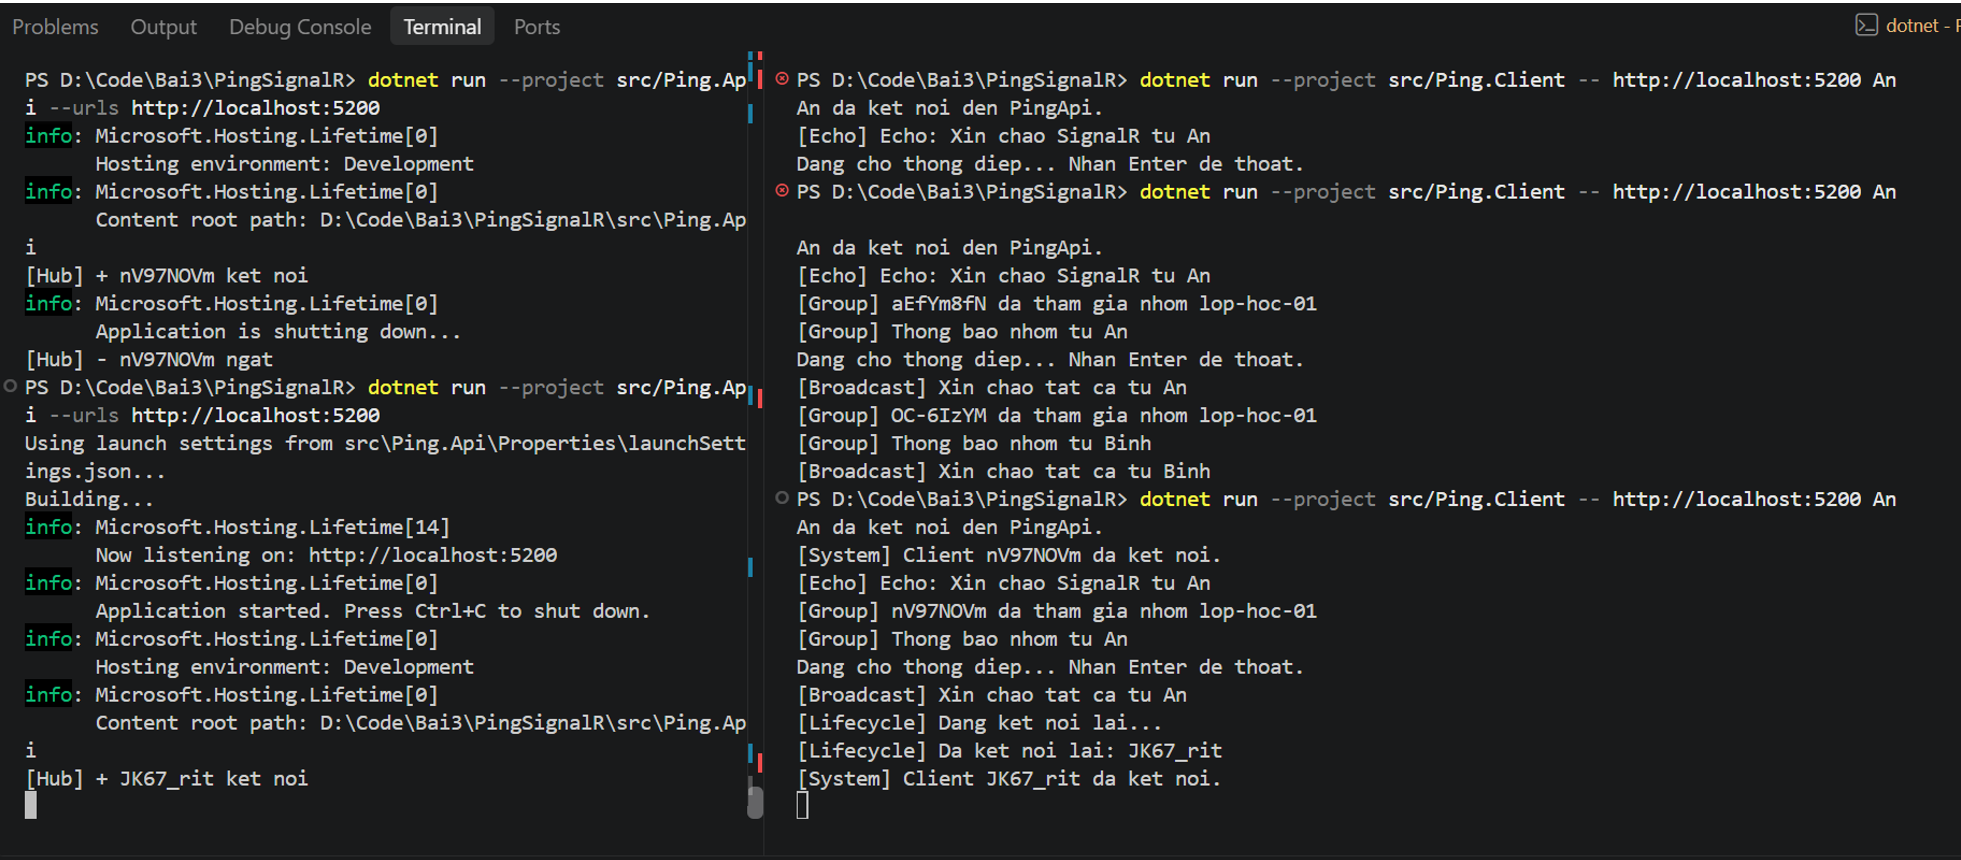 Problems Output Debug Console Terminal Ports dotnet - P
PS D:\Code\Bai3\PingSignalR> dotnet run --project src/Ping.Ap
i --urls http://localhost:5200
info: Microsoft.Hosting.Lifetime[0]
Hosting environment: Development
info: Microsoft.Hosting.Lifetime[0]
Content root path: D:\Code\Bai3\PingSignalR\src\Ping.Ap
i
[Hub] + nV97NOVm ket noi
info: Microsoft.Hosting.Lifetime[0]
Application is shutting down...
[Hub] - nV97NOVm ngat
PS D:\Code\Bai3\PingSignalR> dotnet run --project src/Ping.Ap
i --urls http://localhost:5200
Using launch settings from src\Ping.Api\Properties\launchSett
ings.json...
Building...
info: Microsoft.Hosting.Lifetime[14]
Now listening on: http://localhost:5200
info: Microsoft.Hosting.Lifetime[0]
Application started. Press Ctrl+C to shut down.
info: Microsoft.Hosting.Lifetime[0]
Hosting environment: Development
info: Microsoft.Hosting.Lifetime[0]
Content root path: D:\Code\Bai3\PingSignalR\src\Ping.Ap
i
[Hub] + JK67_rit ket noi
PS D:\Code\Bai3\PingSignalR> dotnet run --project src/Ping.Client -- http://localhost:5200 An
An da ket noi den PingApi.
[Echo] Echo: Xin chao SignalR tu An
Dang cho thong diep... Nhan Enter de thoat.
PS D:\Code\Bai3\PingSignalR> dotnet run --project src/Ping.Client -- http://localhost:5200 An
An da ket noi den PingApi.
[Echo] Echo: Xin chao SignalR tu An
[Group] aEfYm8fN da tham gia nhom lop-hoc-01
[Group] Thong bao nhom tu An
Dang cho thong diep... Nhan Enter de thoat.
[Broadcast] Xin chao tat ca tu An
[Group] OC-6IzYM da tham gia nhom lop-hoc-01
[Group] Thong bao nhom tu Binh
[Broadcast] Xin chao tat ca tu Binh
PS D:\Code\Bai3\PingSignalR> dotnet run --project src/Ping.Client -- http://localhost:5200 An
An da ket noi den PingApi.
[System] Client nV97NOVm da ket noi.
[Echo] Echo: Xin chao SignalR tu An
[Group] nV97NOVm da tham gia nhom lop-hoc-01
[Group] Thong bao nhom tu An
Dang cho thong diep... Nhan Enter de thoat.
[Broadcast] Xin chao tat ca tu An
[Lifecycle] Dang ket noi lai...
[Lifecycle] Da ket noi lai: JK67_rit
[System] Client JK67_rit da ket noi.